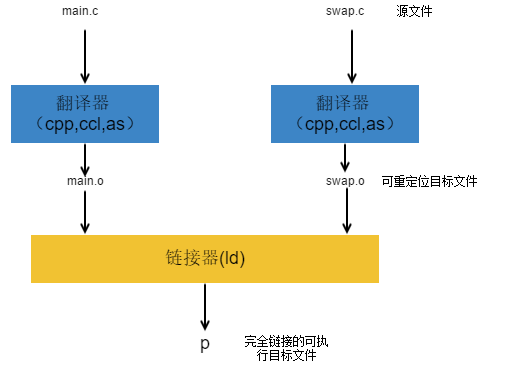 main.c
swap.c
源文件
翻译器
（cpp,ccl,as）
翻译器
（cpp,ccl,as）
main.o
swap.o
可重定位目标文件
链接器(ld)
p
完全链接的可执
行目标文件